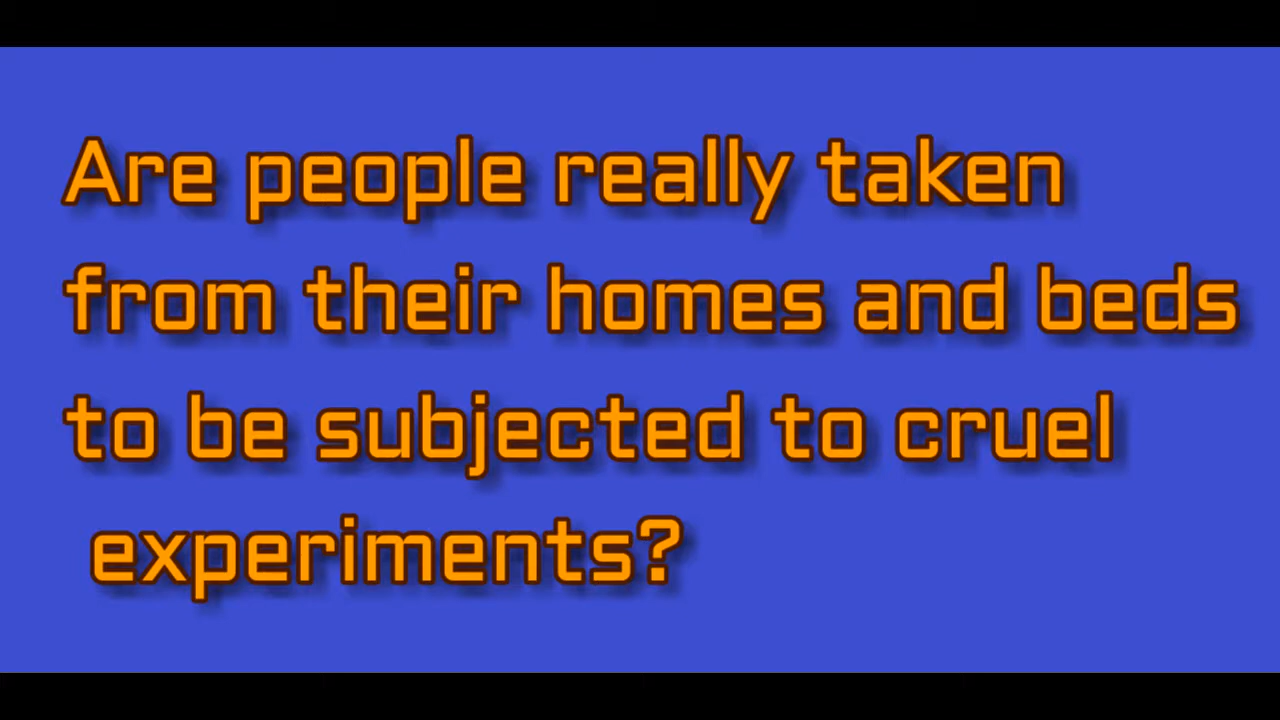 Are people really taken
from their homes and beds
to be subjected to cruel
experiments?